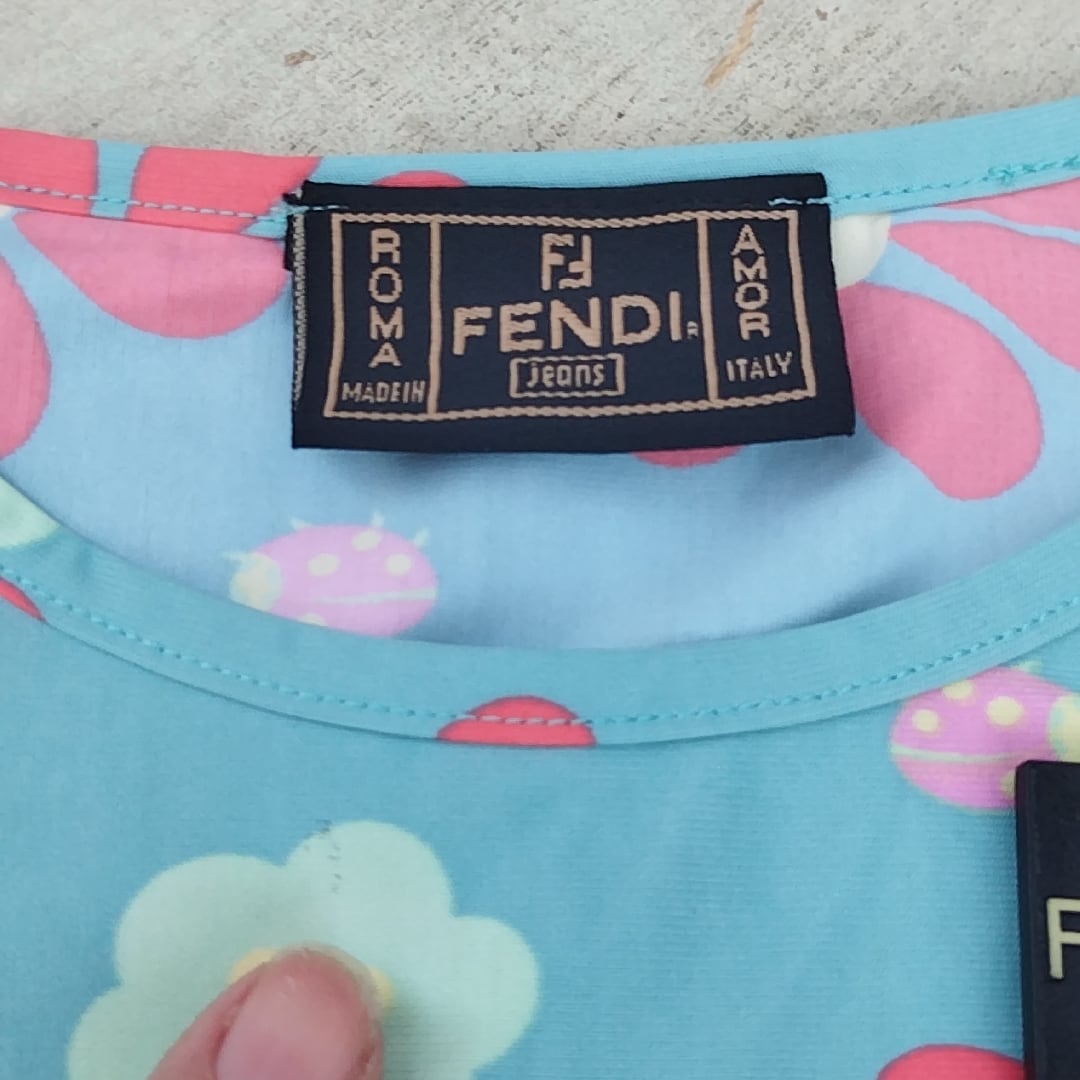 ROMA
MADEIN
FF
FENDI®
jeans
AMOR
ITALY
F